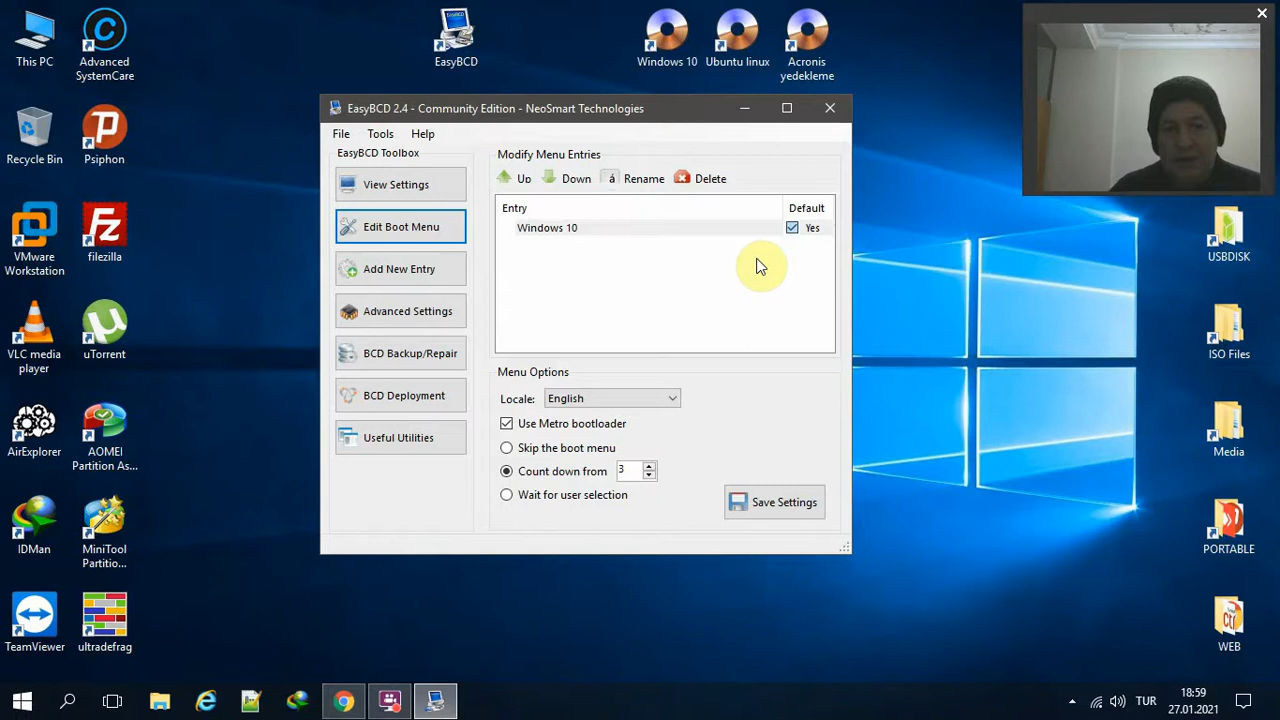 This PC
Advanced
SystemCare
EasyBCD
Windows 10
Ubuntu linux
Acronis
yedekleme
Recycle Bin
Psiphon
VMware
Workstation
filezilla
VLC media
player
uTorrent
AirExplorer
AOMEI
Partition As...
IDMan
MiniTool
Partitio...
TeamViewer
ultradefrag
EasyBCD 2.4 - Community Edition - NeoSmart Technologies
File Tools Help
EasyBCD Toolbox
View Settings
Edit Boot Menu
Add New Entry
Advanced Settings
BCD Backup/Repair
BCD Deployment
Useful Utilities
Modify Menu Entries
Up Down Rename Delete
Entry Default
Windows 10 Yes
Menu Options
Locale: English
Use Metro bootloader
Skip the boot menu
Count down from 3
Wait for user selection
Save Settings
USBDISK
ISO Files
Media
PORTABLE
WEB
TUR
18:59
27.01.2021